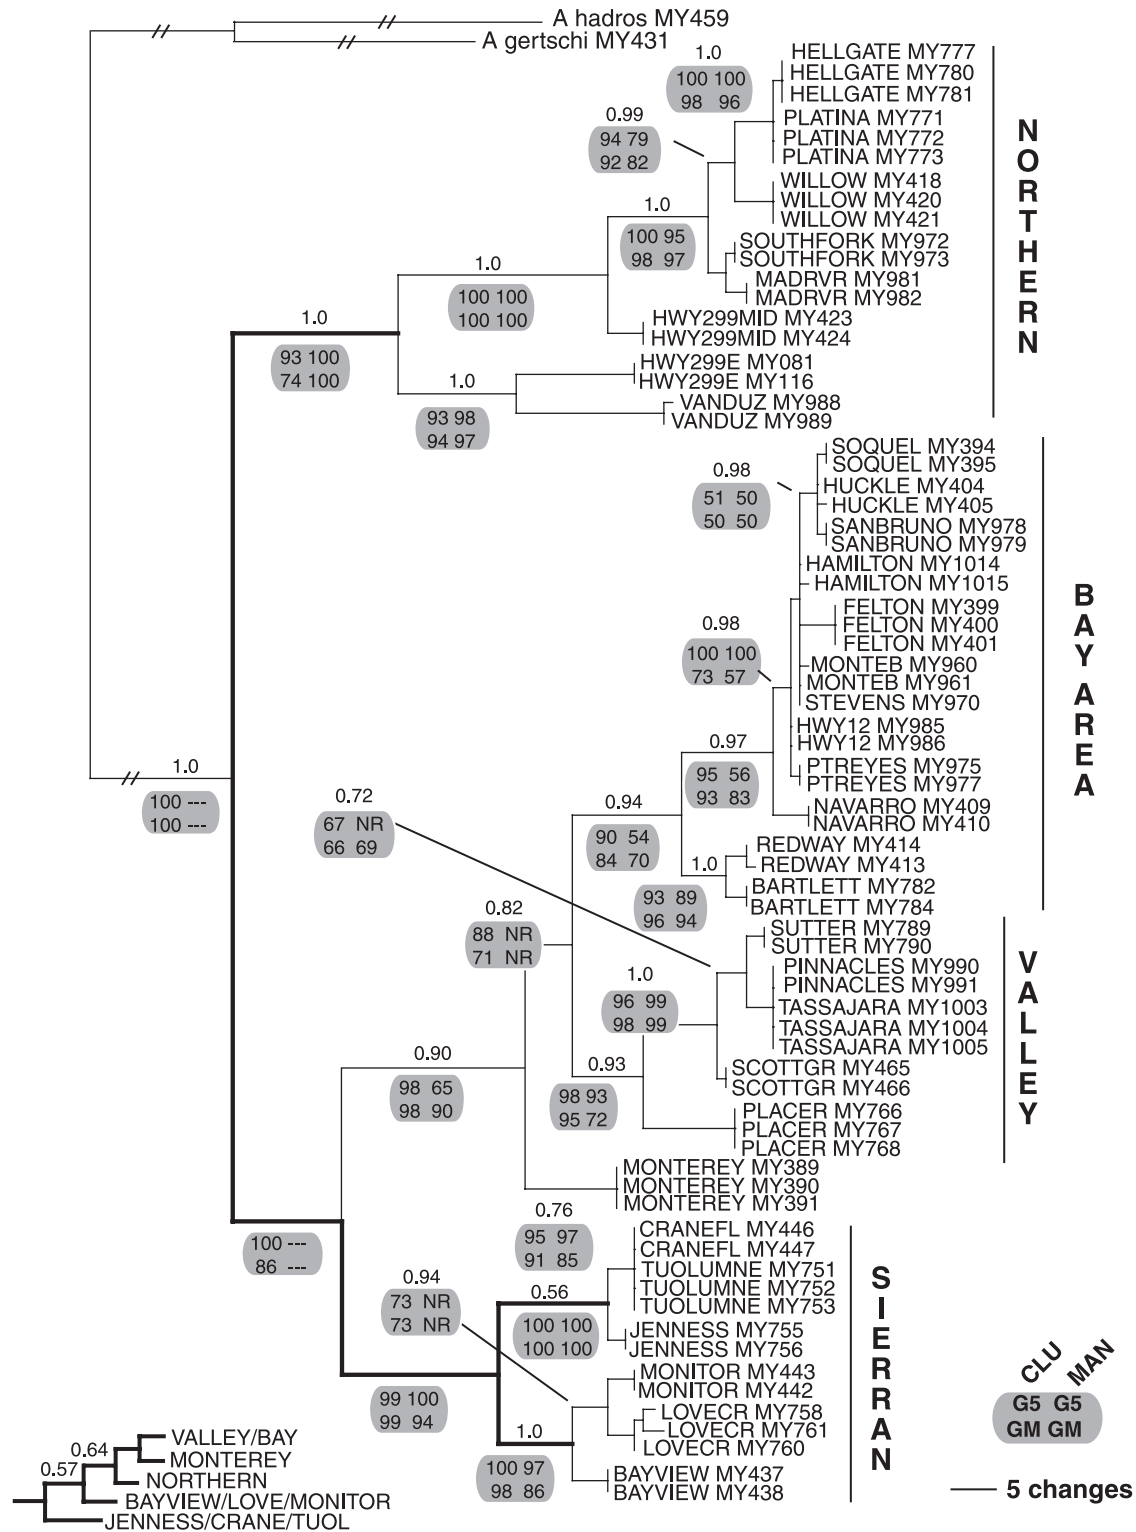 A hadros MY459
A gertschi MY431
1.0
HELLGATE MY777
HELLGATE MY780
HELLGATE MY781
100 100
98 96
0.99
94 79
92 82
PLATINA MY771
PLATINA MY772
PLATINA MY773
WILLOW MY418
WILLOW MY420
WILLOW MY421
1.0
100 95
98 97
SOUTHFORK MY972
SOUTHFORK MY973
MADRVR MY981
MADRVR MY982
1.0
100 100
100 100
HWY299MID MY423
HWY299MID MY424
1.0
93 100
74 100
HWY299E MY081
HWY299E MY116
1.0
93 98
94 97
VANDUZ MY988
VANDUZ MY989
NORTHERN
SOQUEL MY394
SOQUEL MY395
0.98
51 50
50 50
HUCKLE MY404
HUCKLE MY405
SANBRUNO MY978
SANBRUNO MY979
HAMILTON MY1014
HAMILTON MY1015
FELTON MY399
FELTON MY400
FELTON MY401
0.98
100 100
73 57
MONTEB MY960
MONTEB MY961
STEVENS MY970
HWY12 MY985
HWY12 MY986
0.97
95 56
93 83
PTREYES MY975
PTREYES MY977
NAVARRO MY409
NAVARRO MY410
1.0
100 ---
100 ---
0.72
67 NR
66 69
0.94
90 54
84 70
REDWAY MY414
REDWAY MY413
1.0
93 89
96 94
BARTLETT MY782
BARTLETT MY784
BAY AREA
0.82
88 NR
71 NR
SUTTER MY789
SUTTER MY790
PINNACLES MY990
PINNACLES MY991
TASSAJARA MY1003
TASSAJARA MY1004
TASSAJARA MY1005
1.0
96 99
98 99
0.90
98 65
98 90
0.93
98 93
95 72
SCOTTGR MY465
SCOTTGR MY466
PLACER MY766
PLACER MY767
PLACER MY768
VALLEY
MONTEREY MY389
MONTEREY MY390
MONTEREY MY391
100 ---
86 ---
0.76
95 97
91 85
CRANEFL MY446
CRANEFL MY447
TUOLUMNE MY751
TUOLUMNE MY752
TUOLUMNE MY753
0.94
73 NR
73 NR
0.56
100 100
100 100
JENNESS MY755
JENNESS MY756
MONITOR MY443
MONITOR MY442
99 100
99 94
LOVECR MY758
LOVECR MY761
LOVECR MY760
1.0
100 97
98 86
BAYVIEW MY437
BAYVIEW MY438
SIERRAN
CLU MAN
G5 G5
GM GM
5 changes
0.57
0.64
VALLEY/BAY
MONTEREY
NORTHERN
BAYVIEW/LOVE/MONITOR
JENNESS/CRANE/TUOL